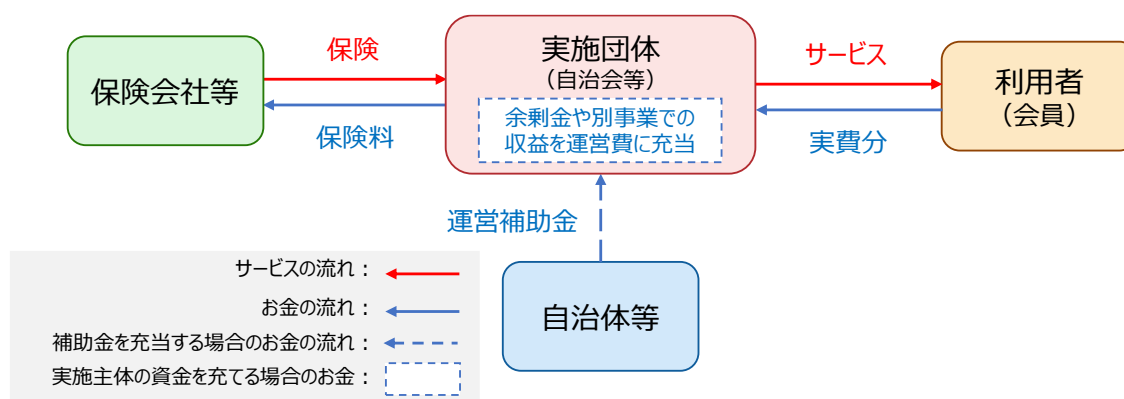 保険会社等
保険
保険料
実施団体
（自治会等）
余剰金や別事業での
収益を運営費に充当
サービス
実費分
利用者
（会員）
運営補助金
自治体等
サービスの流れ：
お金の流れ：
補助金を充当する場合のお金の流れ：
実施主体の資金を充てる場合のお金：